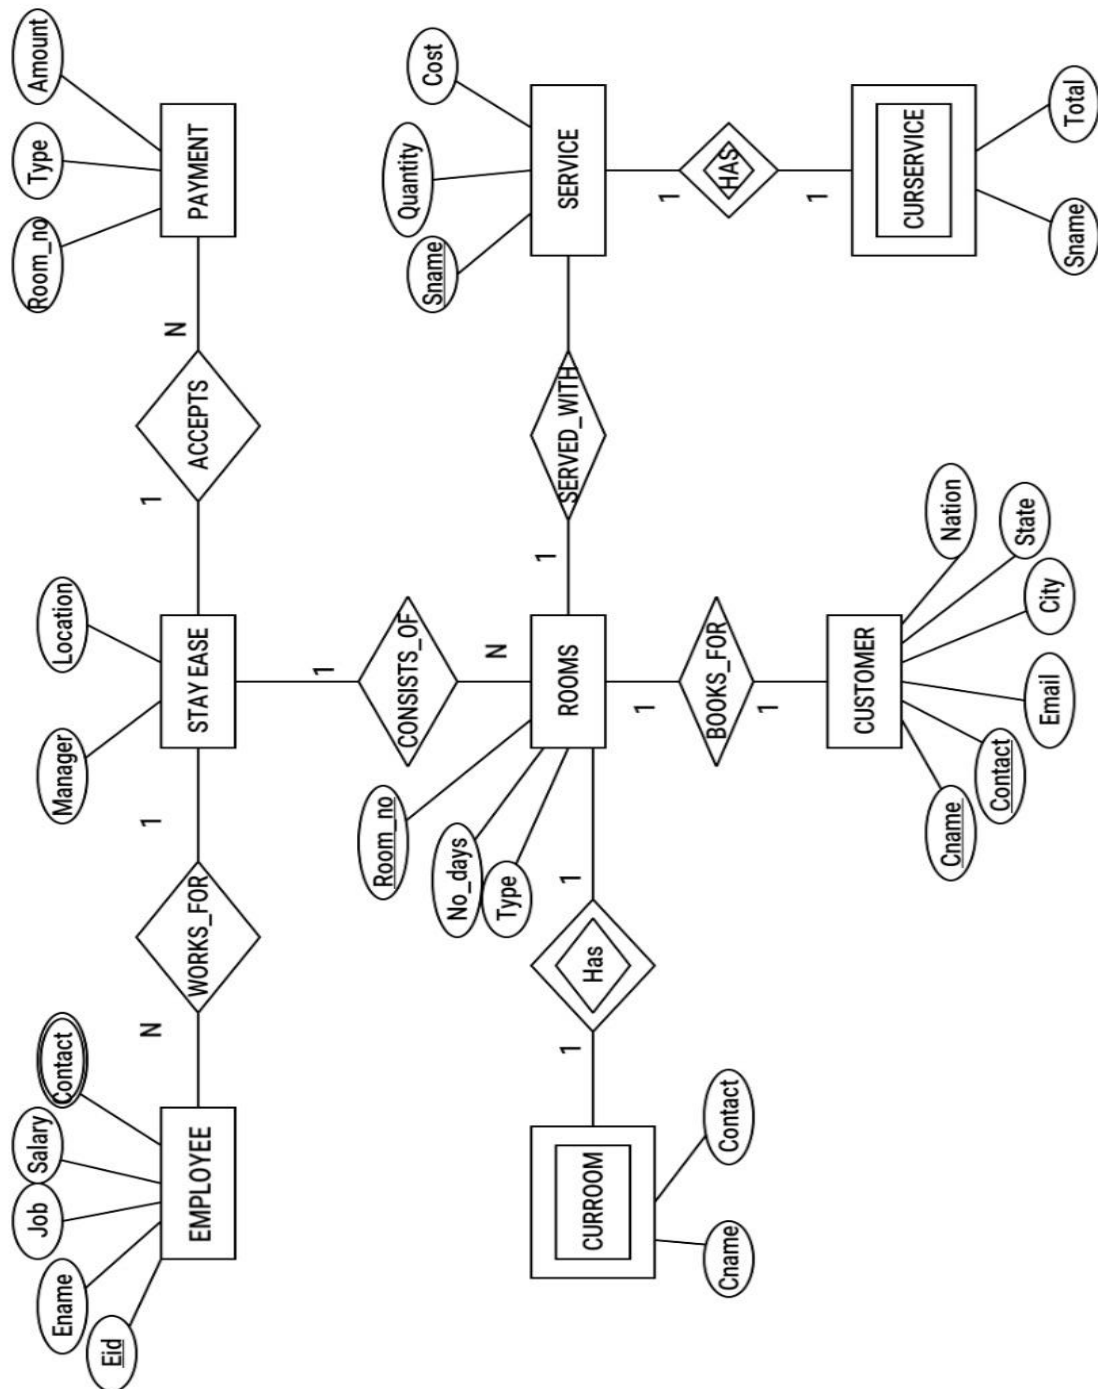 Eid
Ename
Job
Salary
Contact
Manager
Location
Room_no
Type
Amount
EMPLOYEE
N
WORKS_FOR
1
STAY EASE
1
ACCEPTS
N
PAYMENT
1
CONSISTS_OF
N
Room_no
No_days
Type
Sname
Quantity
Cost
CURROOM
1
Has
1
ROOMS
1
SERVED_WITH
SERVICE
Cname
Contact
1
BOOKS_FOR
1
1
HAS
1
CUSTOMER
CURSERVICE
Cname
Contact
Email
City
State
Nation
Sname
Total